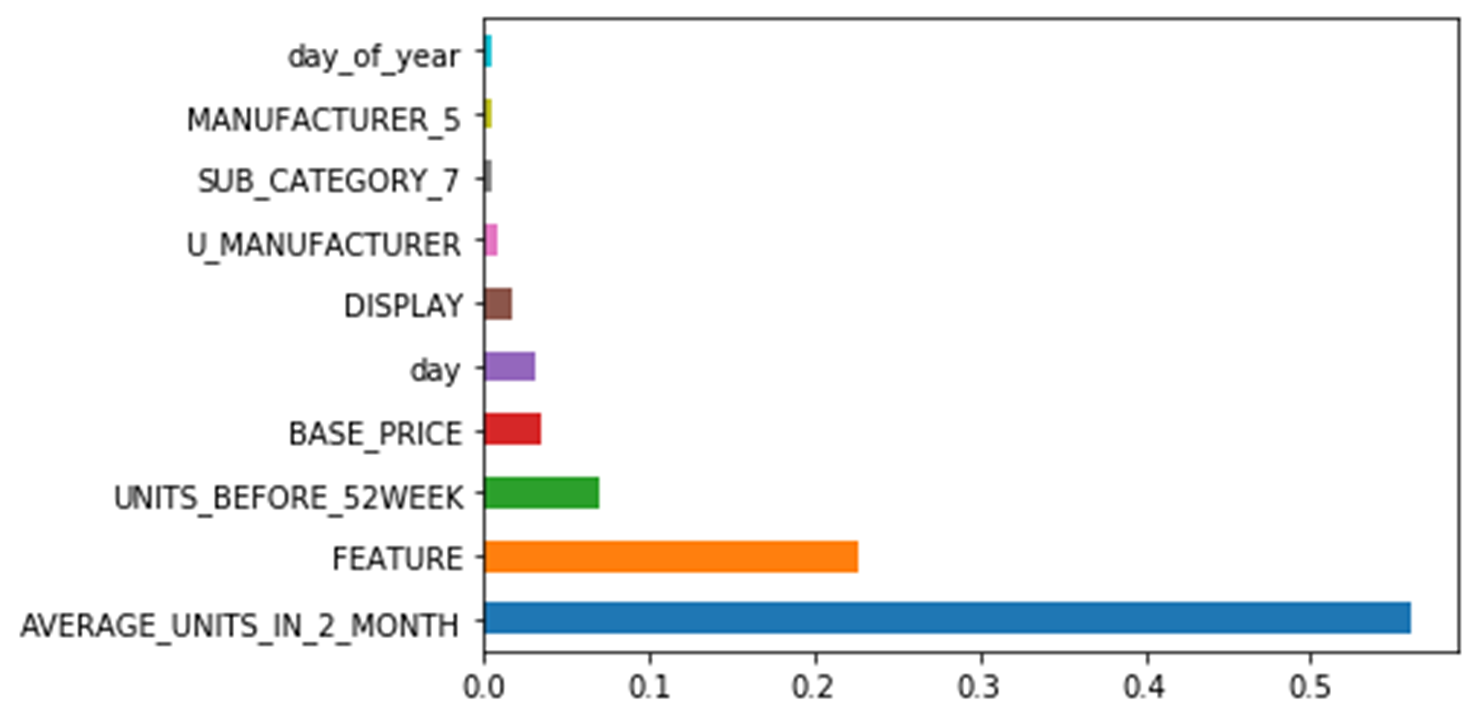 day_of_year
MANUFACTURER_5
SUB_CATEGORY_7
U_MANUFACTURER
DISPLAY
day
BASE_PRICE
UNITS_BEFORE_52WEEK
FEATURE
AVERAGE_UNITS_IN_2_MONTH
0.0 0.1 0.2 0.3 0.4 0.5